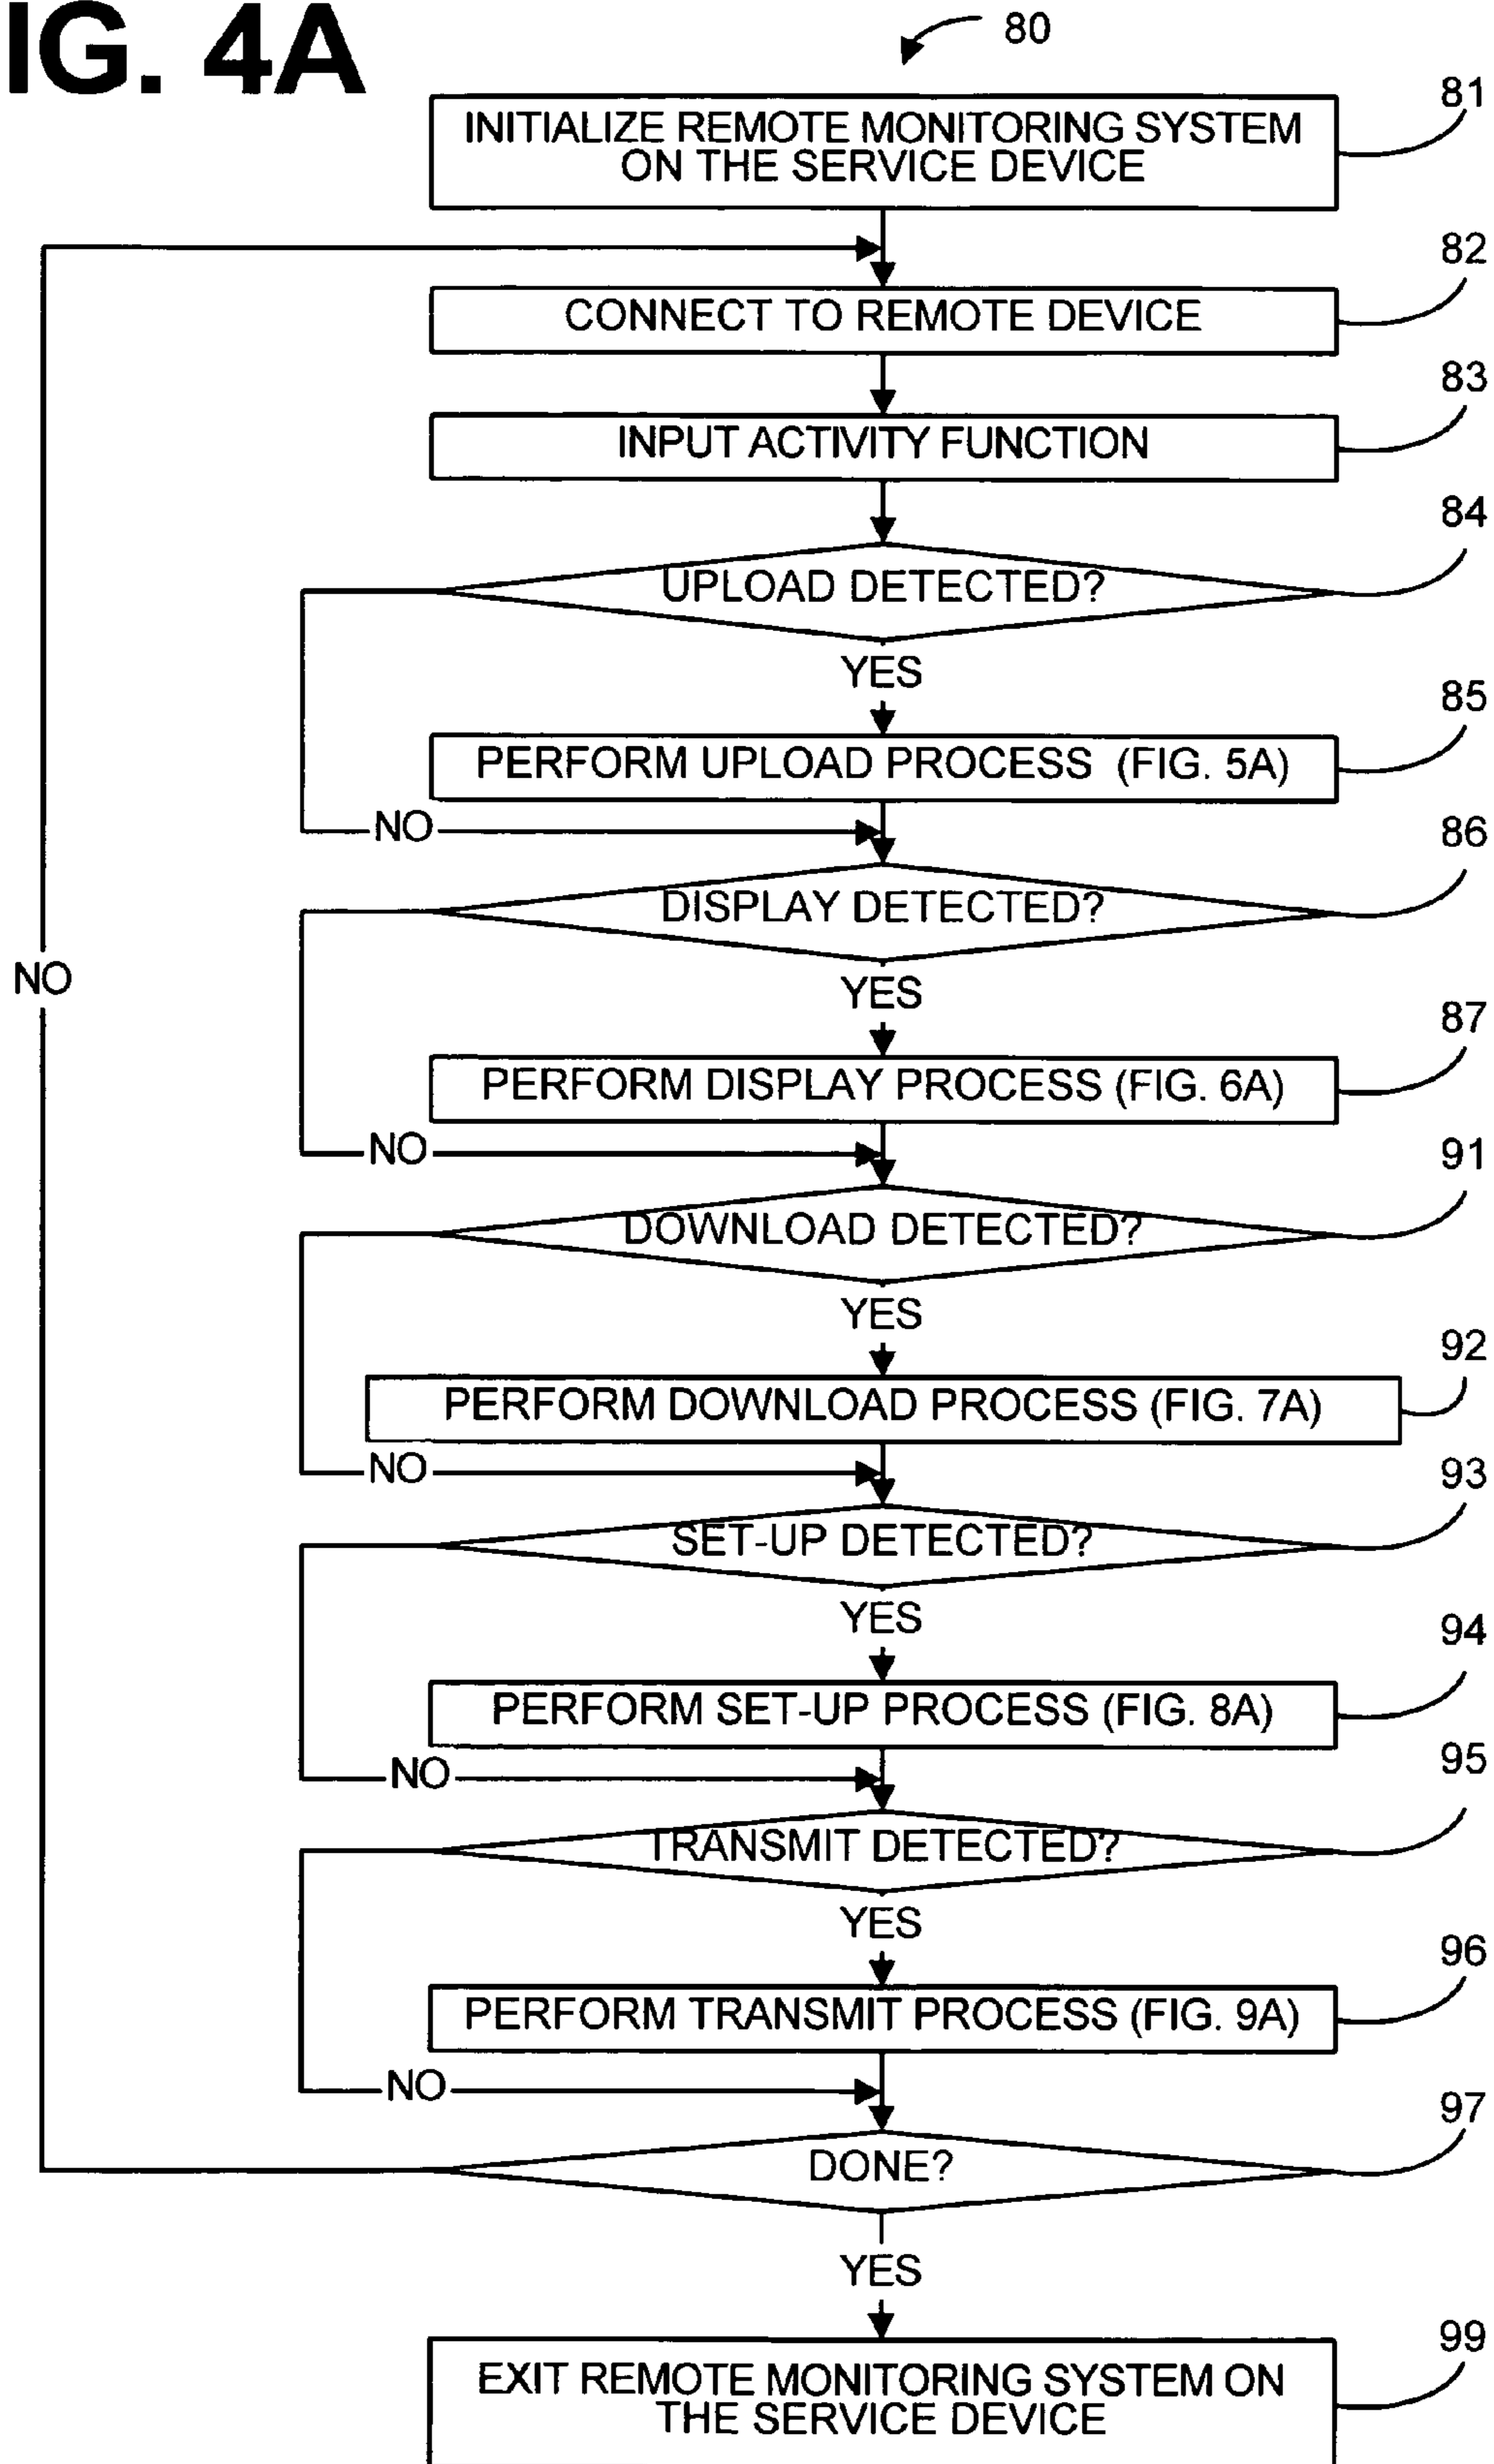 IG. 4A
80
81
INITIALIZE REMOTE MONITORING SYSTEM
ON THE SERVICE DEVICE
82
CONNECT TO REMOTE DEVICE
83
INPUT ACTIVITY FUNCTION
84
UPLOAD DETECTED?
YES
85
PERFORM UPLOAD PROCESS (FIG. 5A)
NO
86
DISPLAY DETECTED?
NO
YES
87
PERFORM DISPLAY PROCESS (FIG. 6A)
NO
91
DOWNLOAD DETECTED?
YES
92
PERFORM DOWNLOAD PROCESS (FIG. 7A)
NO
93
SET-UP DETECTED?
YES
94
PERFORM SET-UP PROCESS (FIG. 8A)
NO
95
TRANSMIT DETECTED?
YES
96
PERFORM TRANSMIT PROCESS (FIG. 9A)
NO
97
DONE?
YES
99
EXIT REMOTE MONITORING SYSTEM ON
THE SERVICE DEVICE